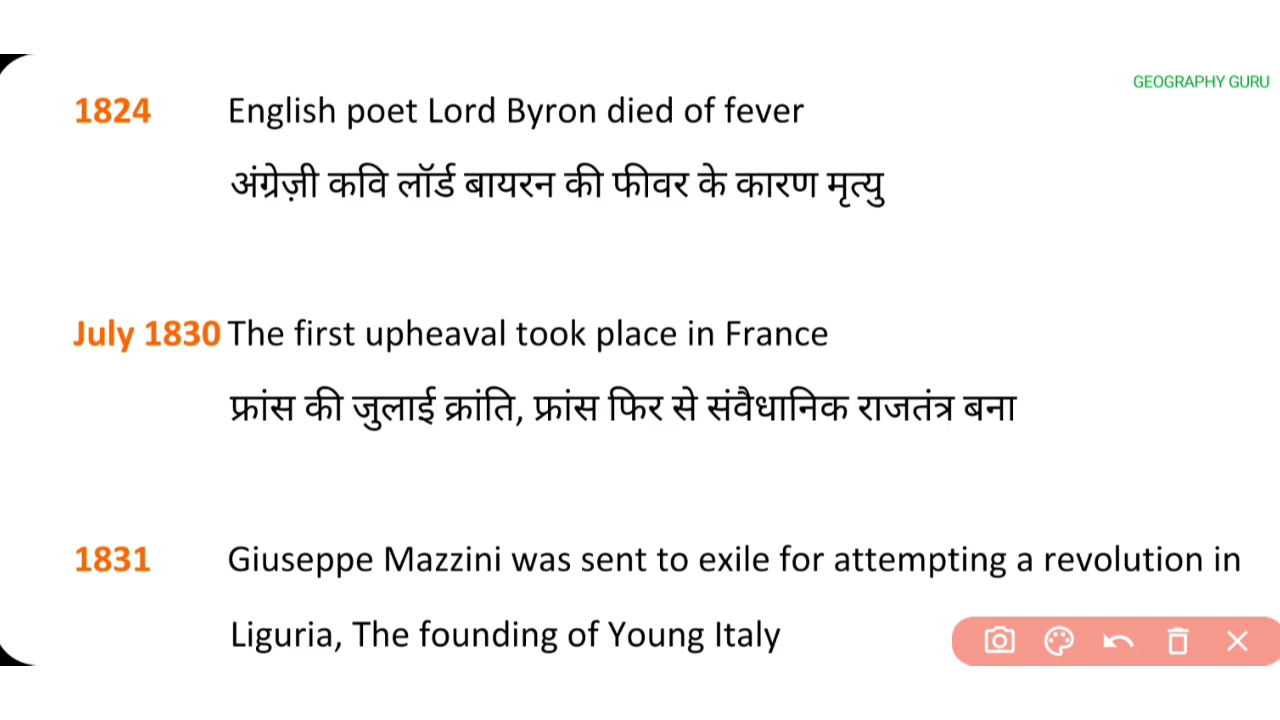 GEOGRAPHY GURU
1824 English poet Lord Byron died of fever
अंग्रेज़ी कवि लॉर्ड बायरन की फीवर के कारण मृत्यु
July 1830 The first upheaval took place in France
फ्रांस की जुलाई क्रांति, फ्रांस फिर से संवैधानिक राजतंत्र बना
1831 Giuseppe Mazzini was sent to exile for attempting a revolution in
Liguria, The founding of Young Italy